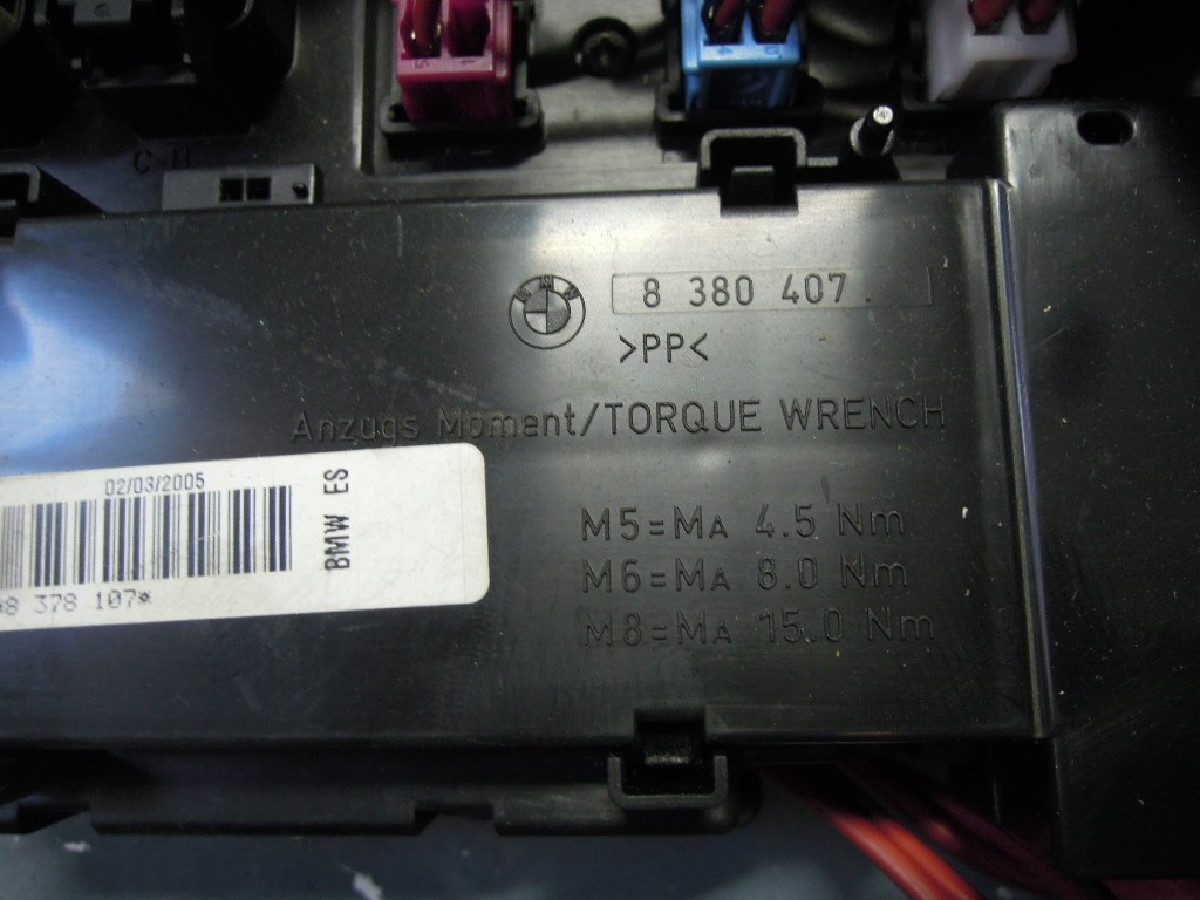 C-D
BMW
8 380 407.
>PP<
Anzugs Moment/TORQUE WRENCH
02/03/2005
BMW ES
8 378 107*
M5=MA 4.5 Nm
M6=MA 8.0 Nm
M8=MA 15.0 Nm